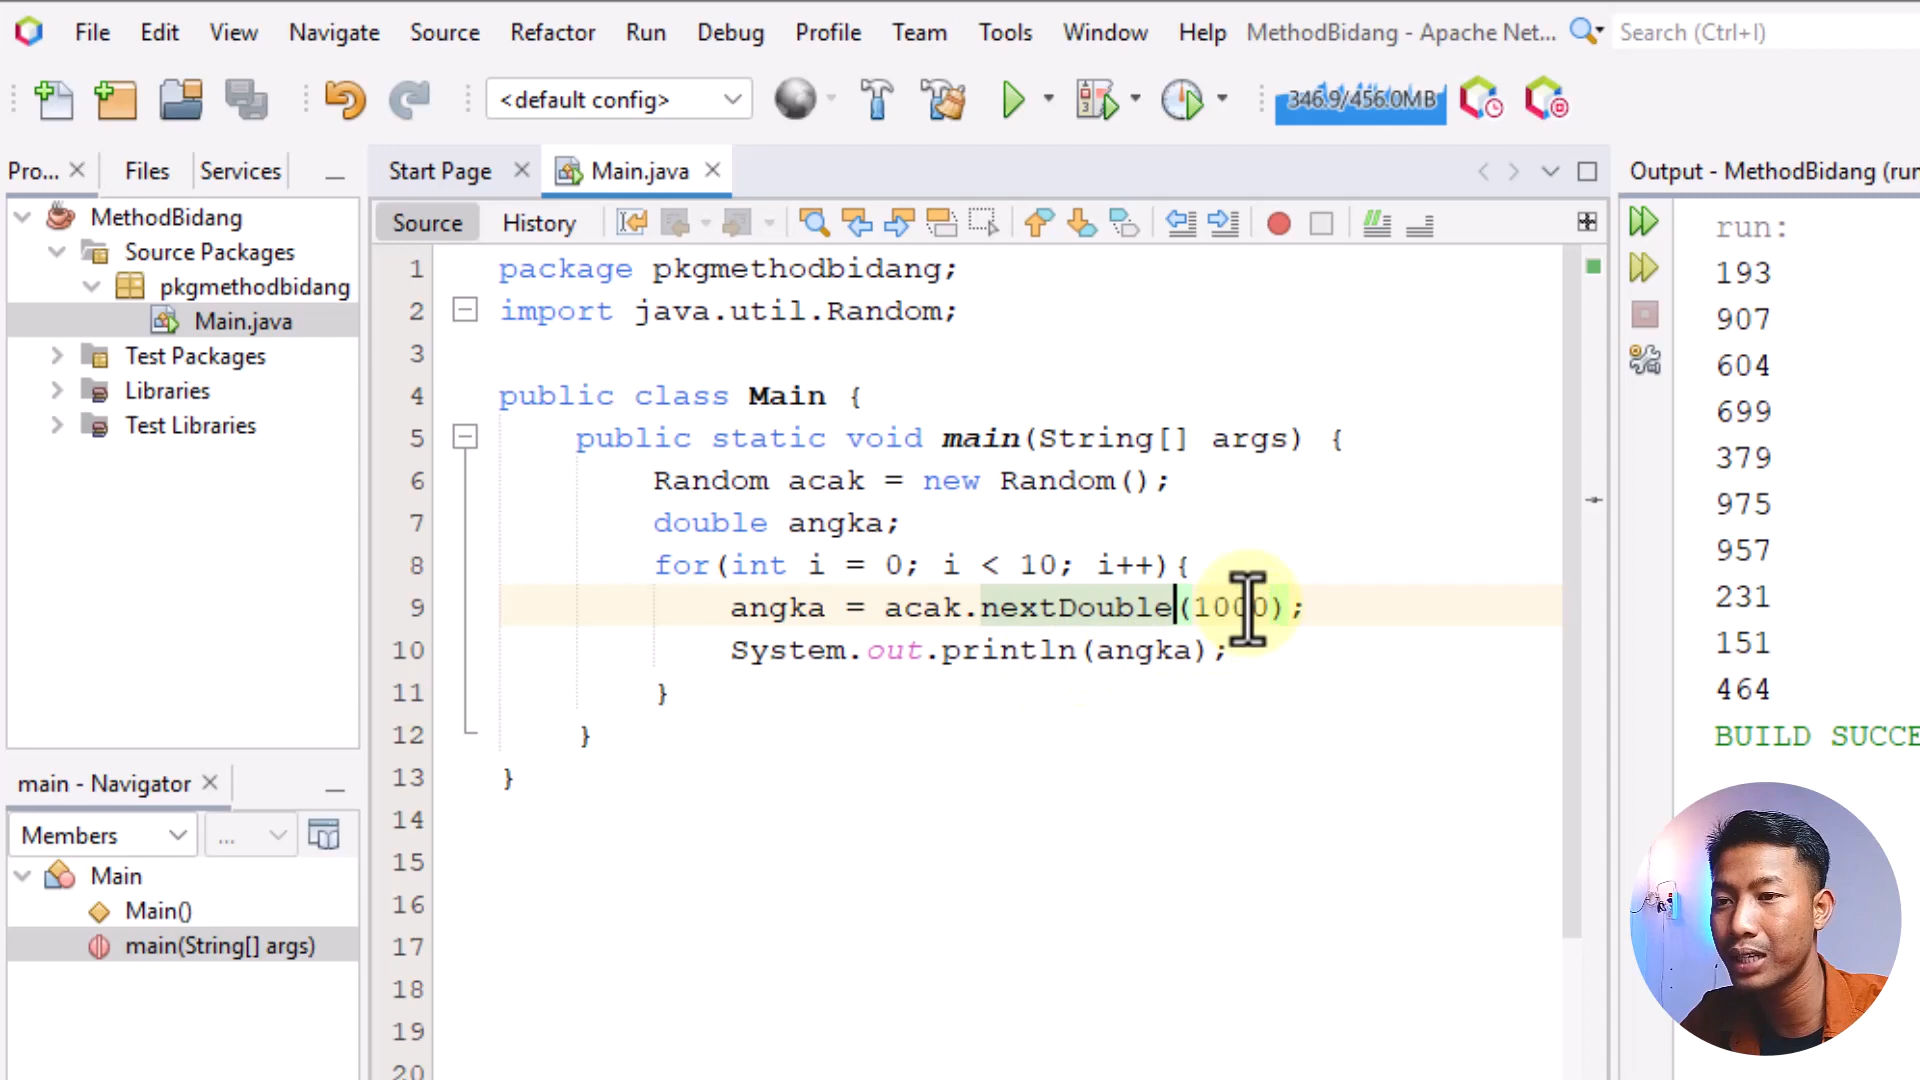 File Edit View Navigate Source Refactor Run Debug Profile Team Tools Window Help MethodBidang - Apache Net... Search (Ctrl+I)
<default config> 346.9/456.0MB
Pro... Files Services Start Page Main.java Output - MethodBidang (run
Source History
MethodBidang
Source Packages
pkgmethodbidang
Main.java
Test Packages
Libraries
Test Libraries
main - Navigator
Members ...
Main
Main()
main(String[] args)
1 package pkgmethodbidang;
2 import java.util.Random;
3
4 public class Main {
5 public static void main(String[] args) {
6 Random acak = new Random();
7 double angka;
8 for(int i = 0; i < 10; i++){
9 angka = acak.nextDouble(1000);
10 System.out.println(angka);
11 }
12 }
13 }
14
15
16
17
18
19
20
run:
193
907
604
699
379
975
957
231
151
464
BUILD SUCCE